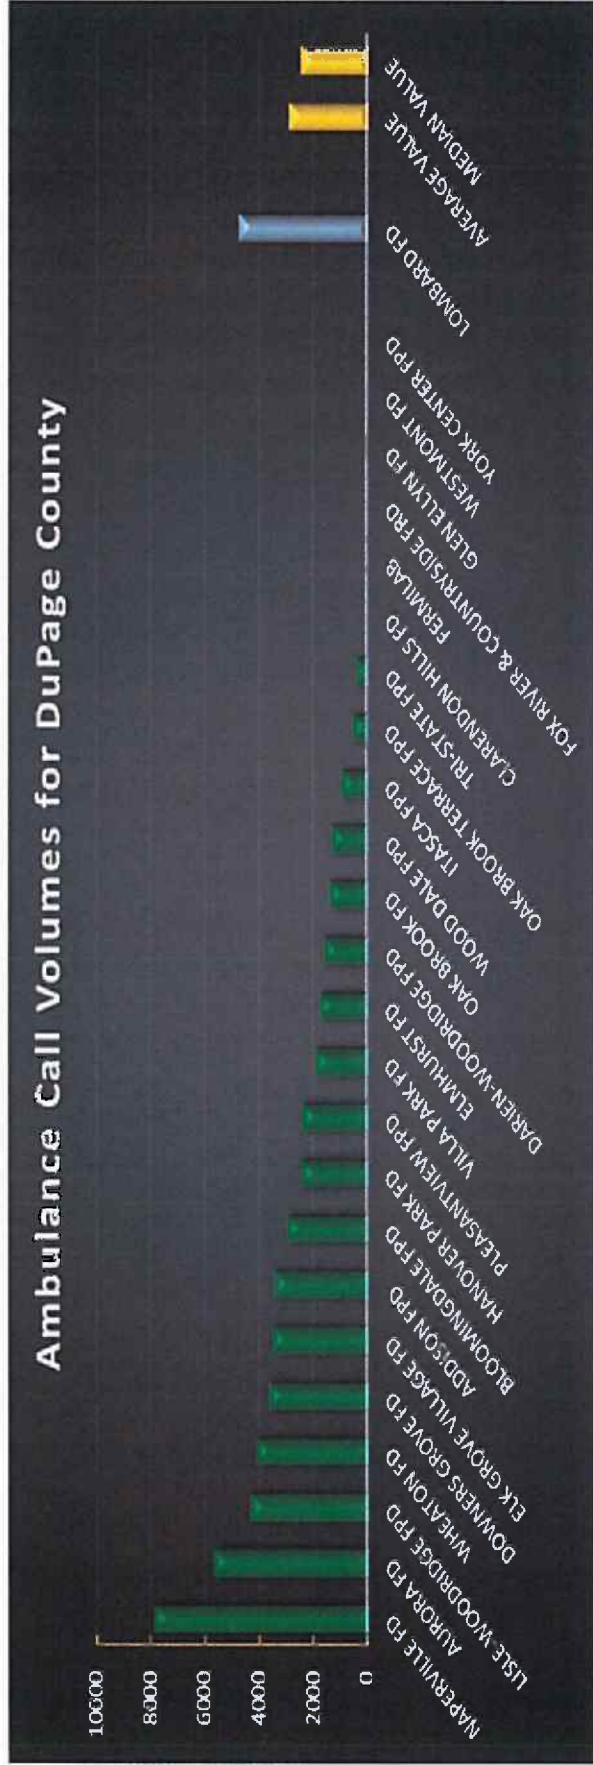 Ambulance Call Volumes for DuPage County
10000
8000
6000
4000
2000
0
NAPERVILLE FD
AURORA FD
LISLE-WOODRIDGE FPD
WHEATON FD
DOWNERS GROVE FD
ELK GROVE VILLAGE FD
ADDISON FPD
BLOOMINGDALE FPD
HANOVER PARK FD
PLEASANTVIEW FPD
VILLA PARK FD
ELMHURST FD
DARIEN-WOODRIDGE FPD
OAK BROOK FD
WOOD DALE FPD
ITASCA FPD
OAK BROOK TERRACE FPD
TRI-STATE FPD
CLARENDON HILLS FD
FERMILAB
FOX RIVER & COUNTRYSIDE FRD
GLEN ELLYN FD
WESTMONT FD
YORK CENTER FPD
LOMBARD FD
AVERAGE VALUE
MEDIAN VALUE